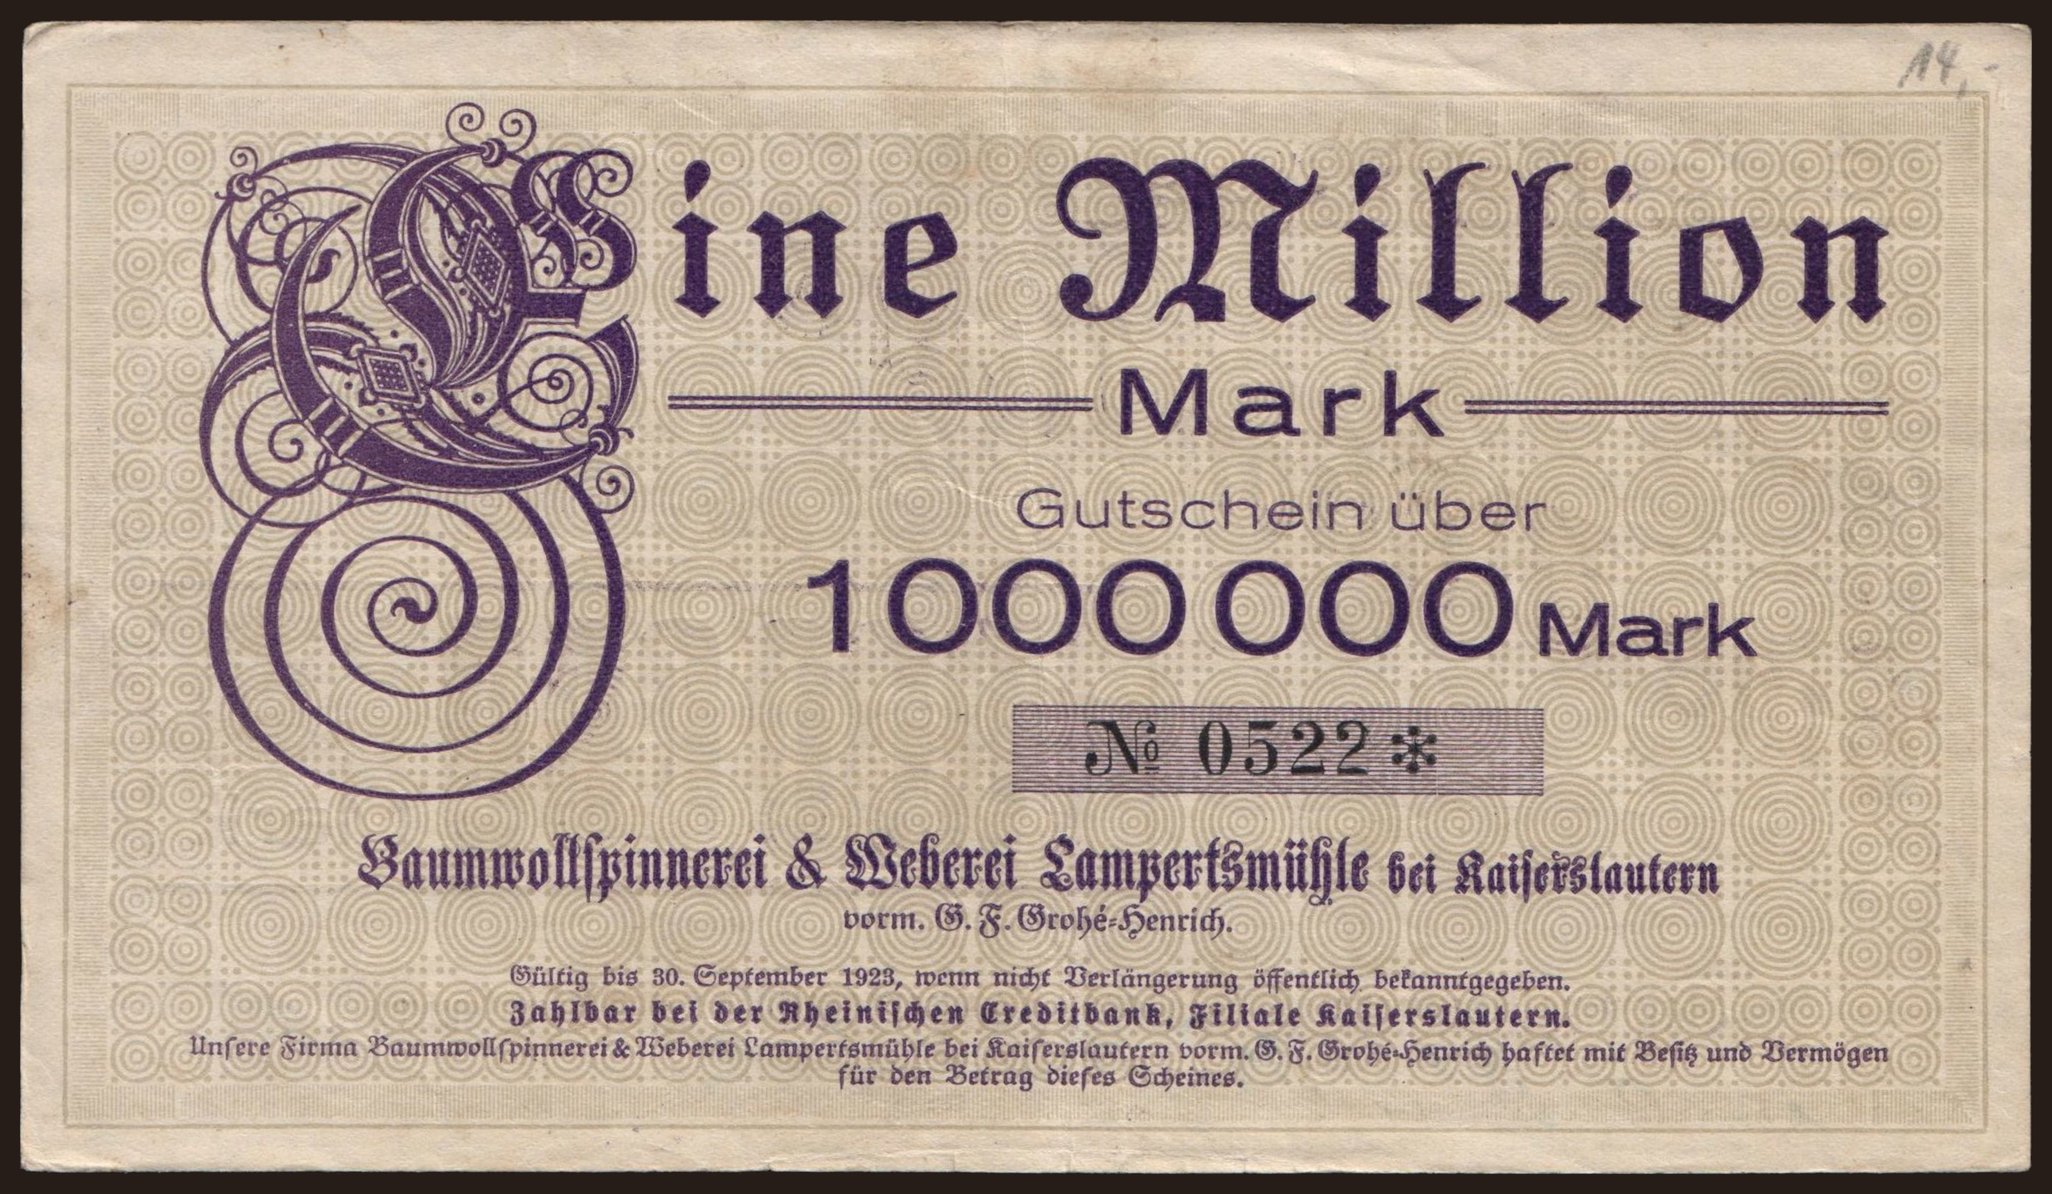 14,-
Eine Million
Mark
Gutschein über
1000000 Mark
№ 0522*
Baumwollspinnerei & Weberei Lampertsmühle bei Kaiserslautern
vorm. G. F. Grohé-Henrich.
Gültig bis 30. September 1923, wenn nicht Verlängerung öffentlich bekanntgegeben.
Zahlbar bei der Rheinischen Creditbank, Filiale Kaiserslautern.
Unsere Firma Baumwollspinnerei & Weberei Lampertsmühle bei Kaiserslautern vorm. G. F. Grohé-Henrich haftet mit Besitz und Vermögen
für den Betrag dieses Scheines.